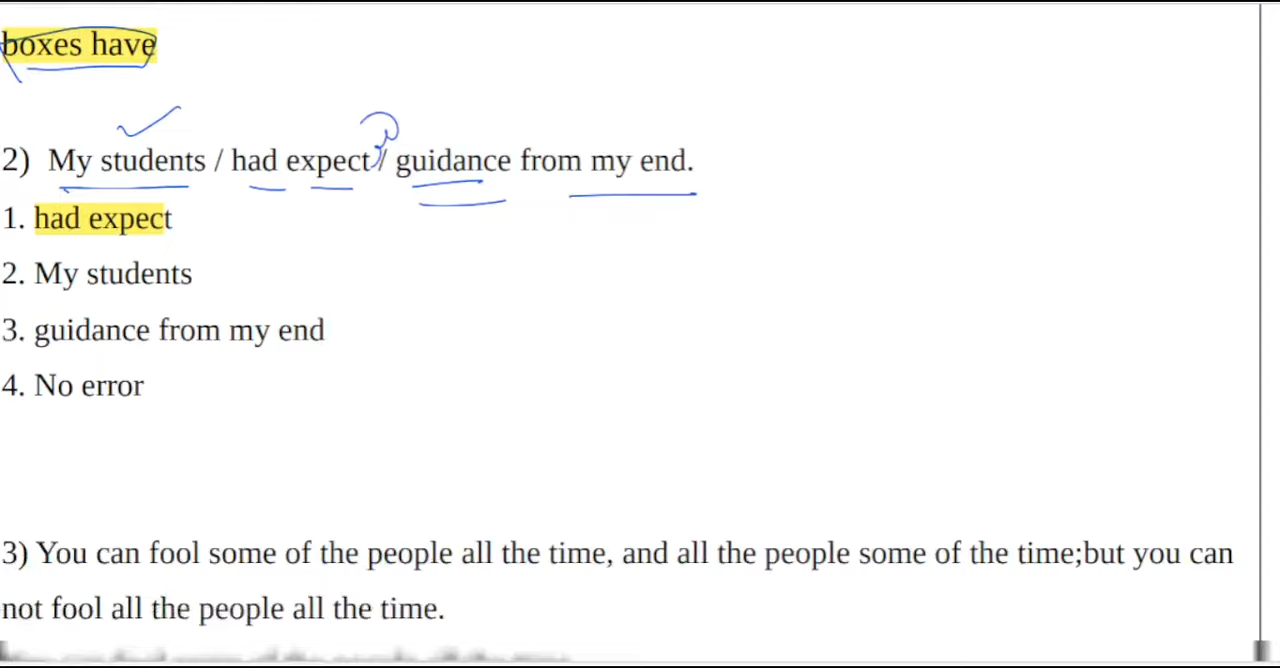 boxes have
2) My students / had expect / guidance from my end.
1. had expect
2. My students
3. guidance from my end
4. No error
3) You can fool some of the people all the time, and all the people some of the time;but you can
not fool all the people all the time.